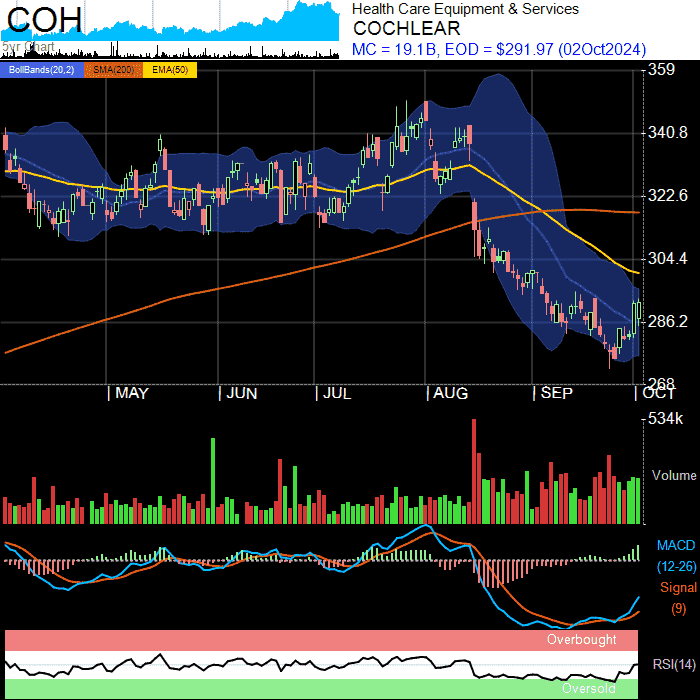 COH
5yr Chart
Health Care Equipment & Services
COCHLEAR
MC = 19.1B, EOD = $291.97 (02Oct2024)
BollBands(20,2) SMA(200) EMA(50)
359
340.8
322.6
304.4
286.2
268
| MAY | JUN | JUL | AUG | SEP | OCT
534k
Volume
MACD
(12-26)
Signal
(9)
Overbought
RSI(14)
Oversold